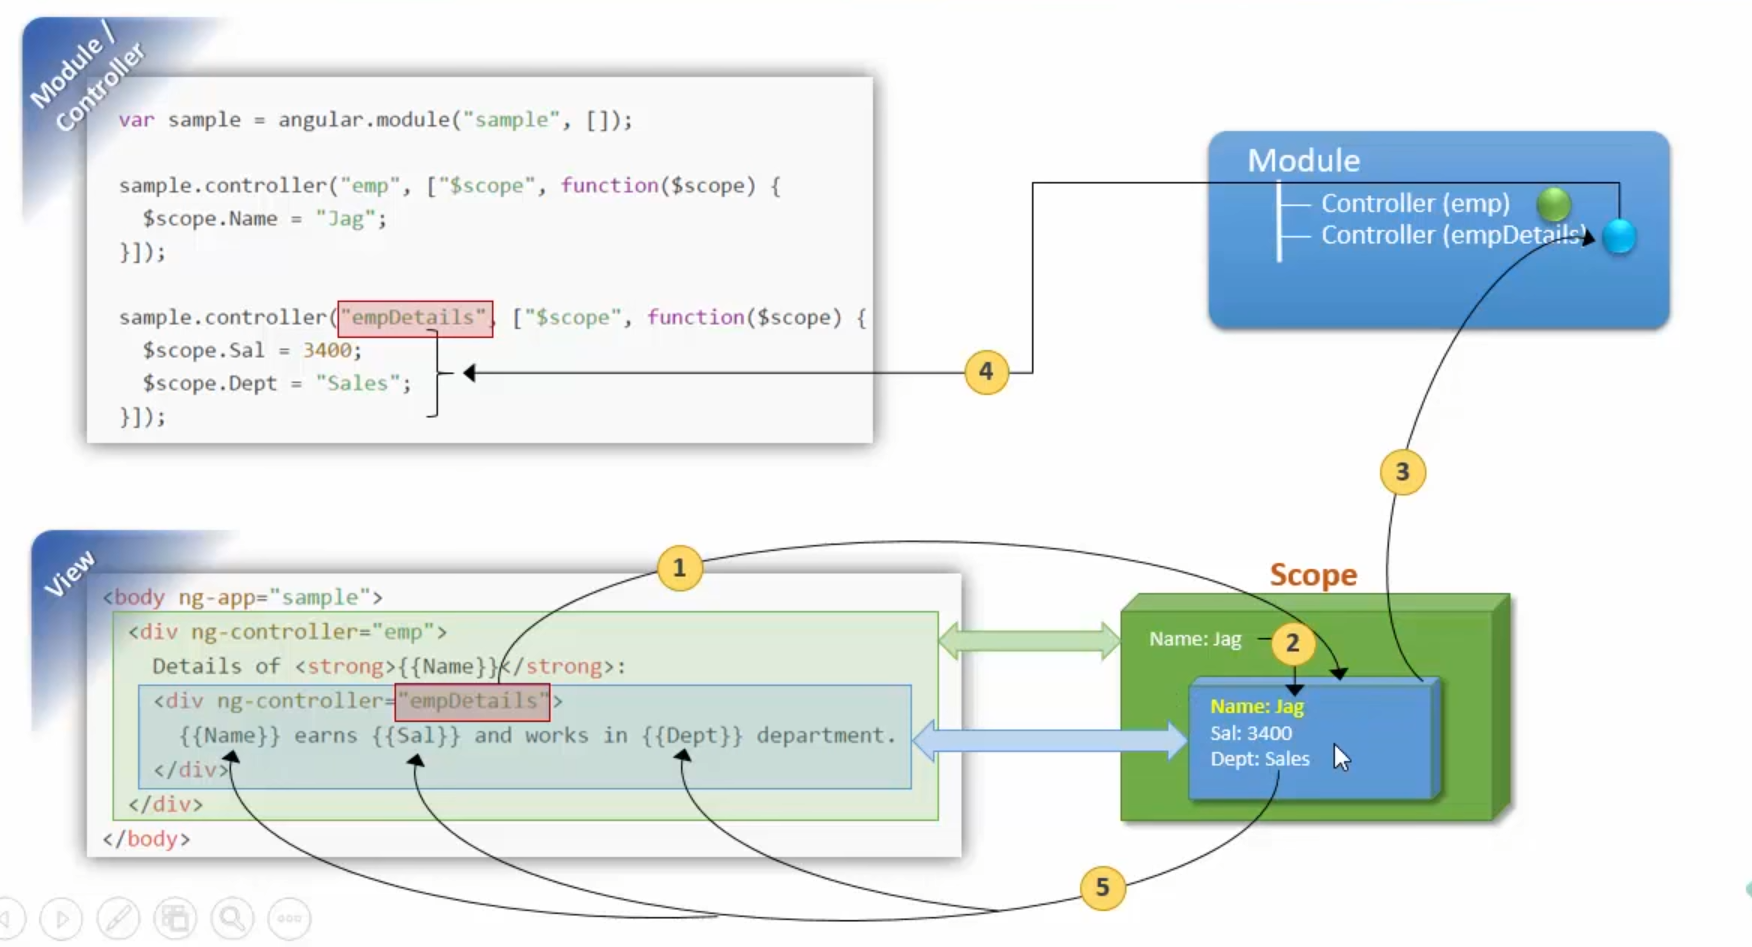 Module /
Controller
var sample = angular.module("sample", []);
sample.controller("emp", ["$scope", function($scope) {
$scope.Name = "Jag";
}]);
sample.controller("empDetails", ["$scope", function($scope) {
$scope.Sal = 3400;
$scope.Dept = "Sales";
}]);
Module
Controller (emp)
Controller (empDetails)
4
3
View
1
<body ng-app="sample">
<div ng-controller="emp">
Details of <strong>{{Name}}</strong>:
<div ng-controller="empDetails">
{{Name}} earns {{Sal}} and works in {{Dept}} department.
</div>
</div>
</body>
Scope
Name: Jag
2
Name: Jag
Sal: 3400
Dept: Sales
5